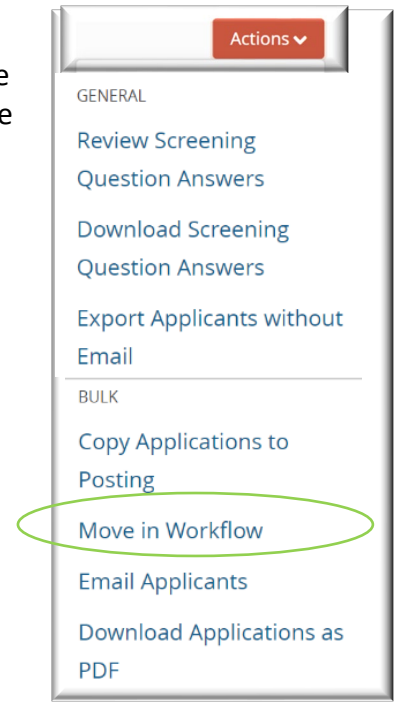 Actions
e
e
GENERAL
Review Screening
Question Answers
Download Screening
Question Answers
Export Applicants without
Email
BULK
Copy Applications to
Posting
Move in Workflow
Email Applicants
Download Applications as
PDF